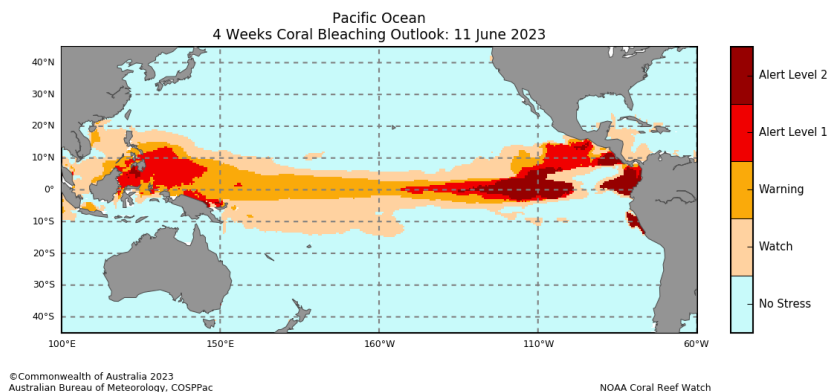 Pacific Ocean
4 Weeks Coral Bleaching Outlook: 11 June 2023
40°N
30°N
20°N
10°N
0°
10°S
20°S
30°S
40°S
100°E
150°E
160°W
110°W
60°W
Alert Level 2
Alert Level 1
Warning
Watch
No Stress
©Commonwealth of Australia 2023
Australian Bureau of Meteorology, COSPPac
NOAA Coral Reef Watch